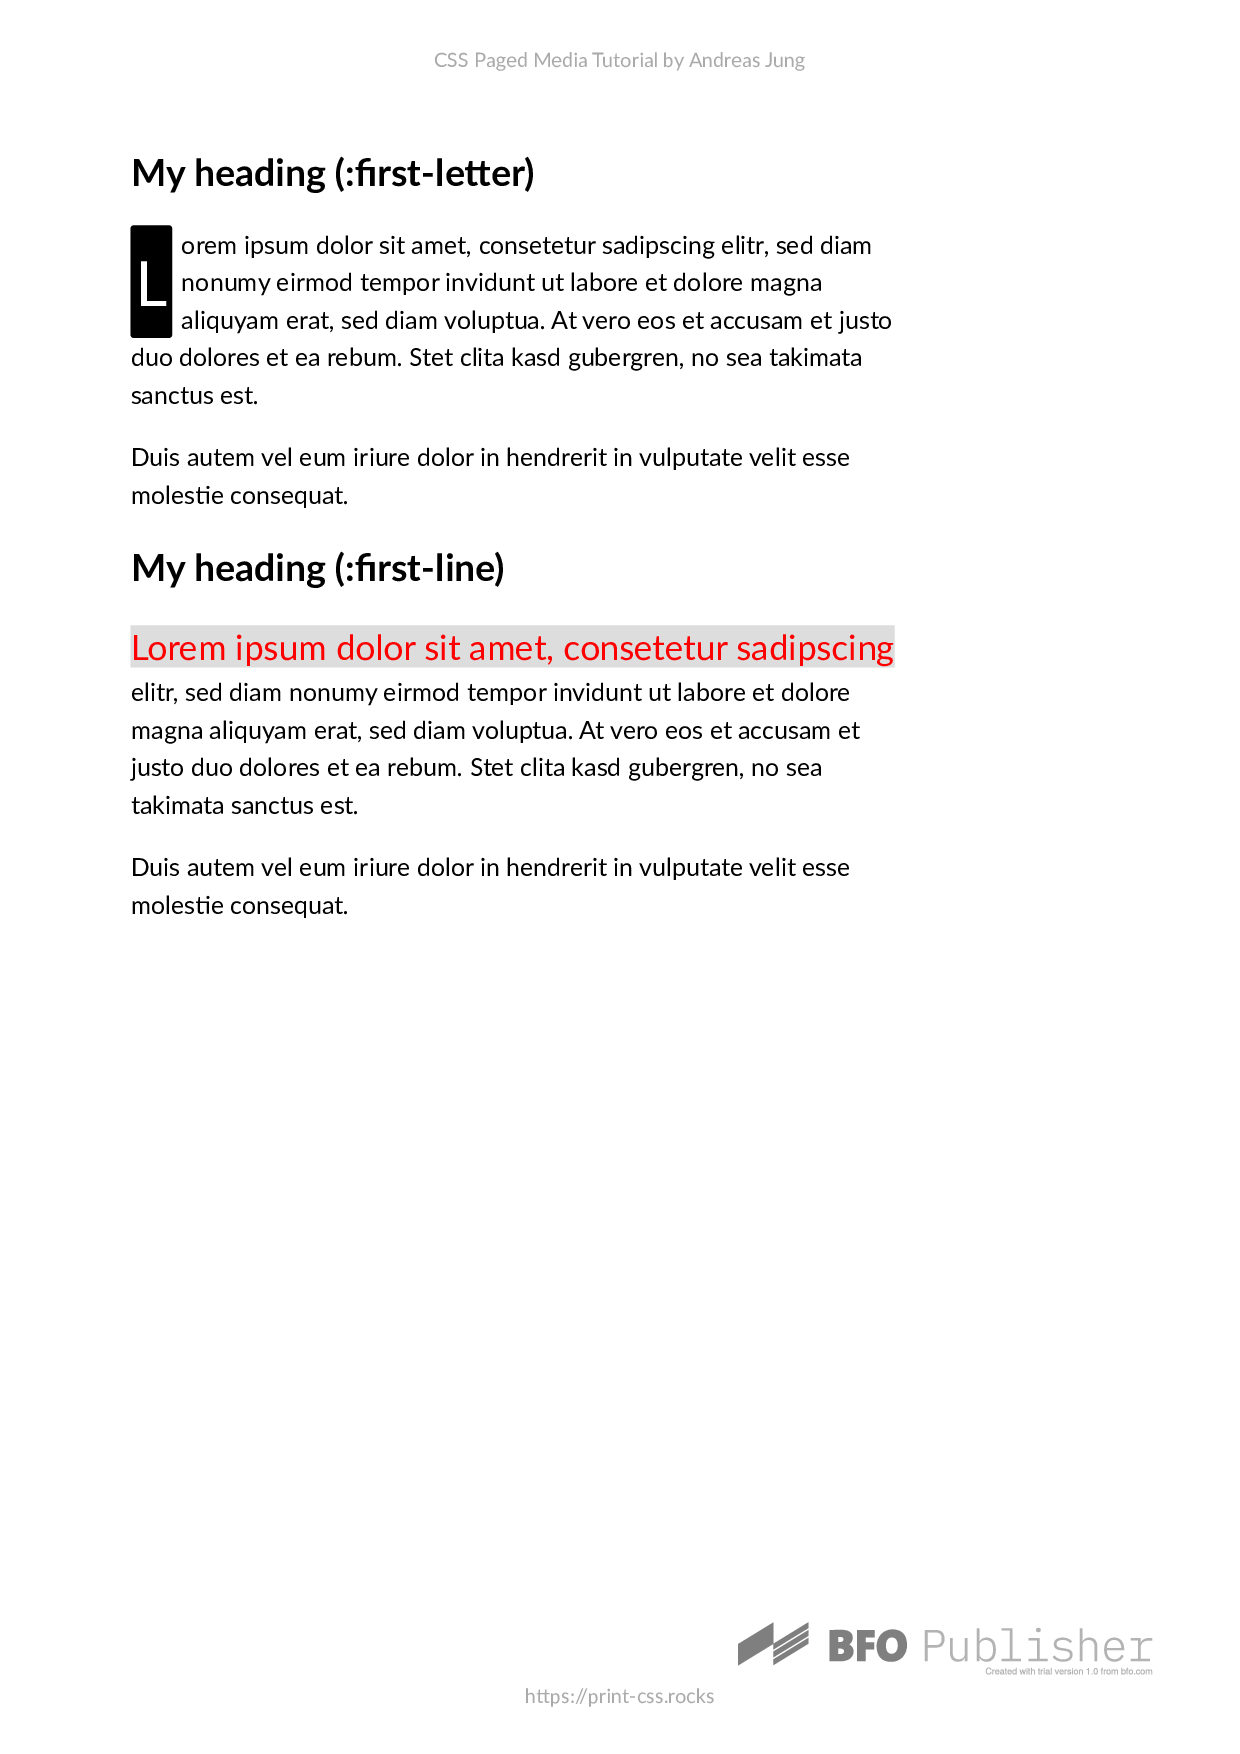 CSS Paged Media Tutorial by Andreas Jung
My heading (:first-letter)
Lorem ipsum dolor sit amet, consetetur sadipscing elitr, sed diam
nonumy eirmod tempor invidunt ut labore et dolore magna
aliquyam erat, sed diam voluptua. At vero eos et accusam et justo
duo dolores et ea rebum. Stet clita kasd gubergren, no sea takimata
sanctus est.
Duis autem vel eum iriure dolor in hendrerit in vulputate velit esse
molestie consequat.
My heading (:first-line)
Lorem ipsum dolor sit amet, consetetur sadipscing
elitr, sed diam nonumy eirmod tempor invidunt ut labore et dolore
magna aliquyam erat, sed diam voluptua. At vero eos et accusam et
justo duo dolores et ea rebum. Stet clita kasd gubergren, no sea
takimata sanctus est.
Duis autem vel eum iriure dolor in hendrerit in vulputate velit esse
molestie consequat.
BFO Publisher
Created with trial version 1.0 from bfo.com
https://print-css.rocks